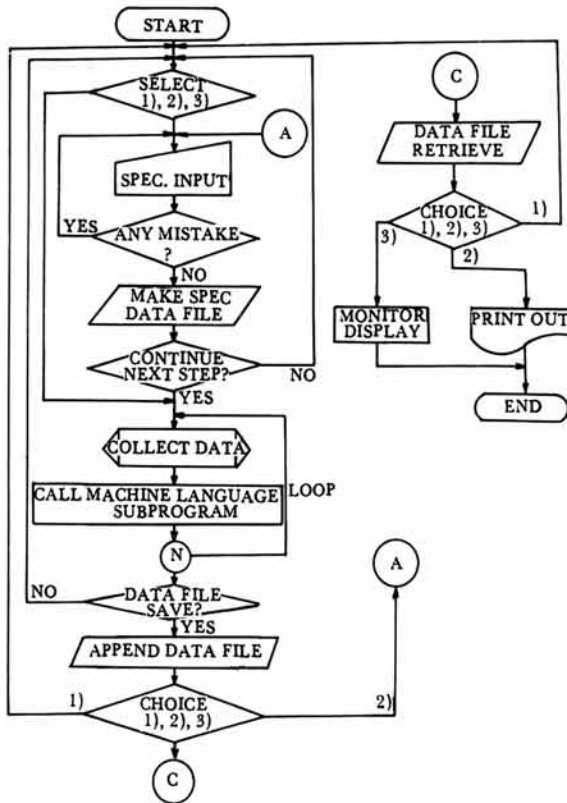 START
SELECT
1), 2), 3)
A
SPEC. INPUT
YES
ANY MISTAKE
?
NO
MAKE SPEC
DATA FILE
CONTINUE
NEXT STEP?
NO
YES
COLLECT DATA
CALL MACHINE LANGUAGE
SUBPROGRAM
LOOP
N
NO
DATA FILE
SAVE?
YES
APPEND DATA FILE
1)
CHOICE
1), 2), 3)
2)
A
C
C
DATA FILE
RETRIEVE
CHOICE
1), 2), 3)
1)
3)
2)
MONITOR
DISPLAY
PRINT OUT
END